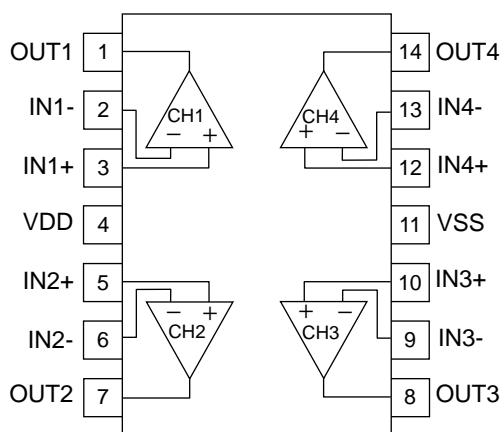 OUT1 1 14 OUT4
IN1- 2 CH1 CH4 13 IN4-
− + + −
IN1+ 3 12 IN4+
VDD 4 11 VSS
IN2+ 5 10 IN3+
− + + −
IN2- 6 CH2 CH3 9 IN3-
OUT2 7 8 OUT3